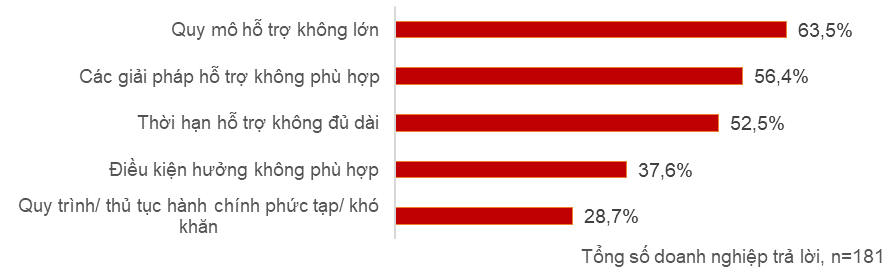 Quy mô hỗ trợ không lớn
63,5%
Các giải pháp hỗ trợ không phù hợp
56,4%
Thời hạn hỗ trợ không đủ dài
52,5%
Điều kiện hưởng không phù hợp
37,6%
Quy trình/ thủ tục hành chính phức tạp/ khó
khăn
28,7%
Tổng số doanh nghiệp trả lời, n=181